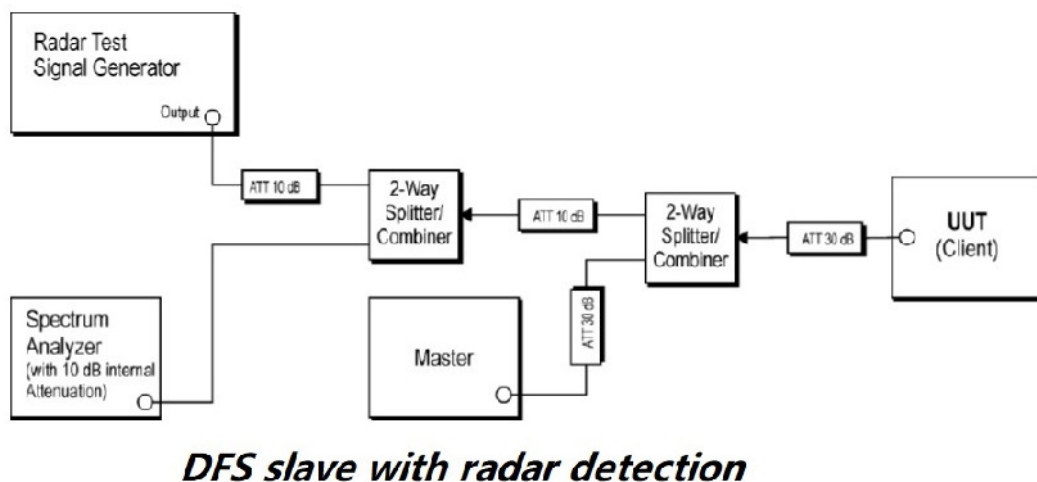 Radar Test
Signal Generator
Output
ATT 10 dB
2-Way
Splitter/
Combiner
ATT 10 dB
2-Way
Splitter/
Combiner
ATT 30 dB
UUT
(Client)
Spectrum
Analyzer
(with 10 dB internal
Attenuation)
Master
ATT 30 dB
DFS slave with radar detection